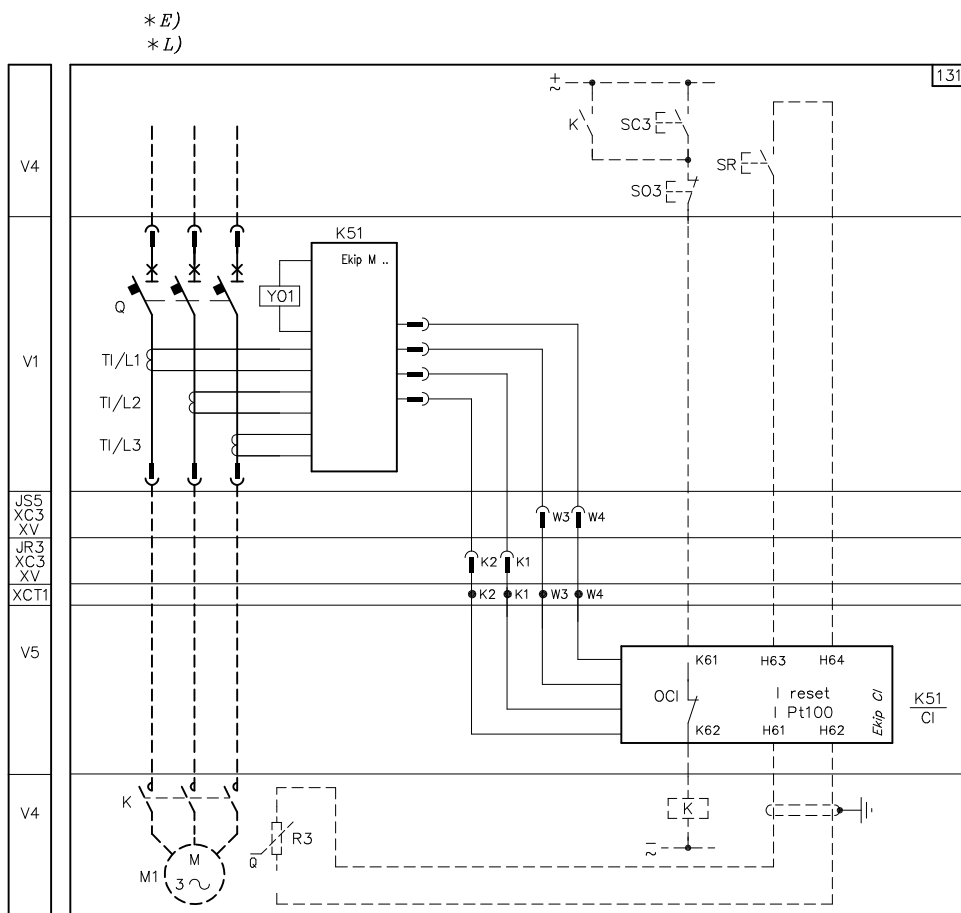 * E)
* L)
131
V4
K
SC3
SR
SO3
V1
K51
Ekip M ..
Y01
Q
TI/L1
TI/L2
TI/L3
JS5
XC3
XV
W3 W4
JR3
XC3
XV
K2 K1
XCT1
K2 K1 W3 W4
V5
K61 H63 H64
OCI
I reset
I Pt100
K62 H61 H62
Ekip CI
K51
CI
V4
K
K
R3
Q
M1
M
3